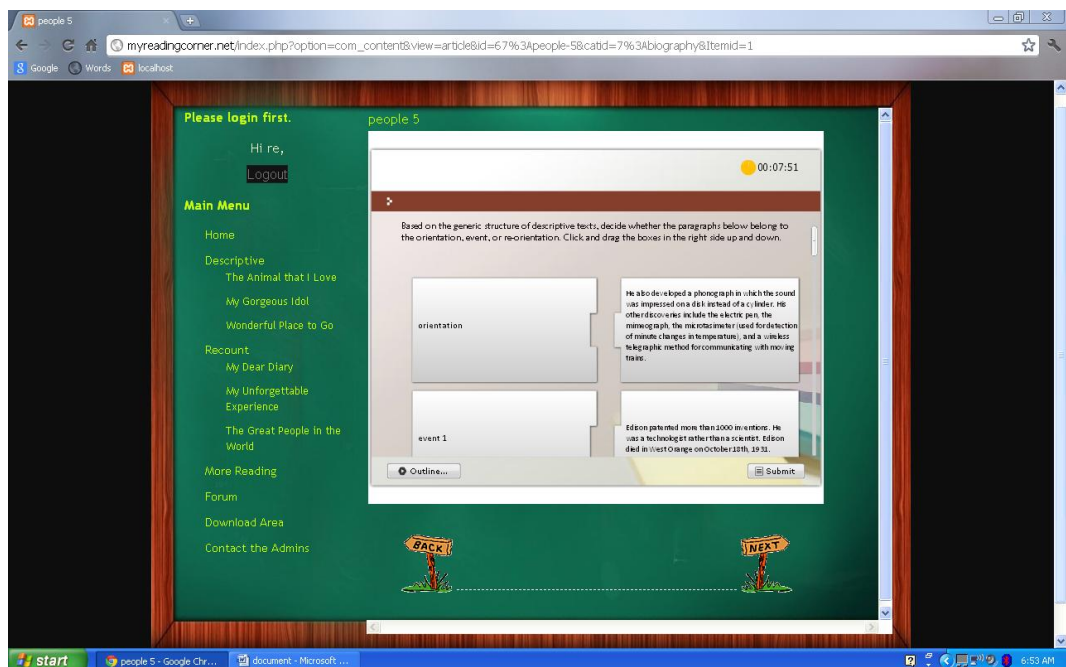 people 5
myreadingcorner.net/index.php?option=com_content&view=article&id=67%3Apeople-5&catid=7%3Abiography&Itemid=1
Google Words localhost
Please login first.
Hi re,
Logout
Main Menu
Home
Descriptive
The Animal that I Love
My Gorgeous Idol
Wonderful Place to Go
Recount
My Dear Diary
My Unforgettable
Experience
The Great People in the
World
More Reading
Forum
Download Area
Contact the Admins
people 5
00:07:51
Based on the generic structure of descriptive texts, decide whether the paragraphs below belong to
the orientation, event, or re-orientation. Click and drag the boxes in the right side up and down.
orientation
He also developed a phonograph in which the sound
was impressed on a disk instead of a cylinder. His
other discoveries include the electric pen, the
mimeograph, the microtasimeter (used for detection
of minute changes in temperature), and a wireless
telegraphic method for communicating with moving
trains.
event 1
Edison patented more than 1000 inventions. He
was a technologist rather than a scientist. Edison
died in West Orange on October 18th, 1931.
Outline...
Submit
BACK
NEXT
start
people 5 - Google Chr...
document - Microsoft ...
6:53 AM